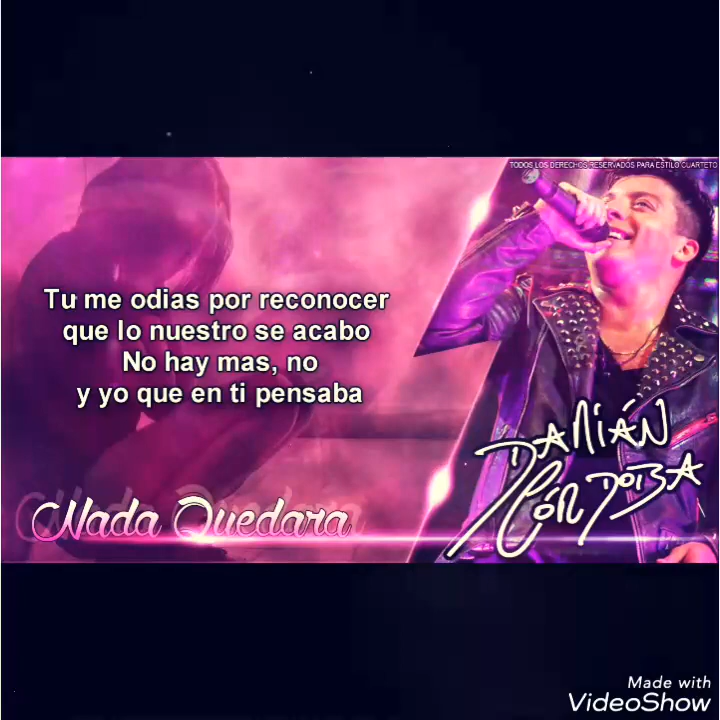 TODOS LOS DERECHOS RESERVADOS PARA ESTILO CUARTETO
Tu me odias por reconocer
que lo nuestro se acabo
No hay mas, no
y yo que en ti pensaba
DAMIÁN
CÓRDOBA
Nada Quedara
Made with
VideoShow